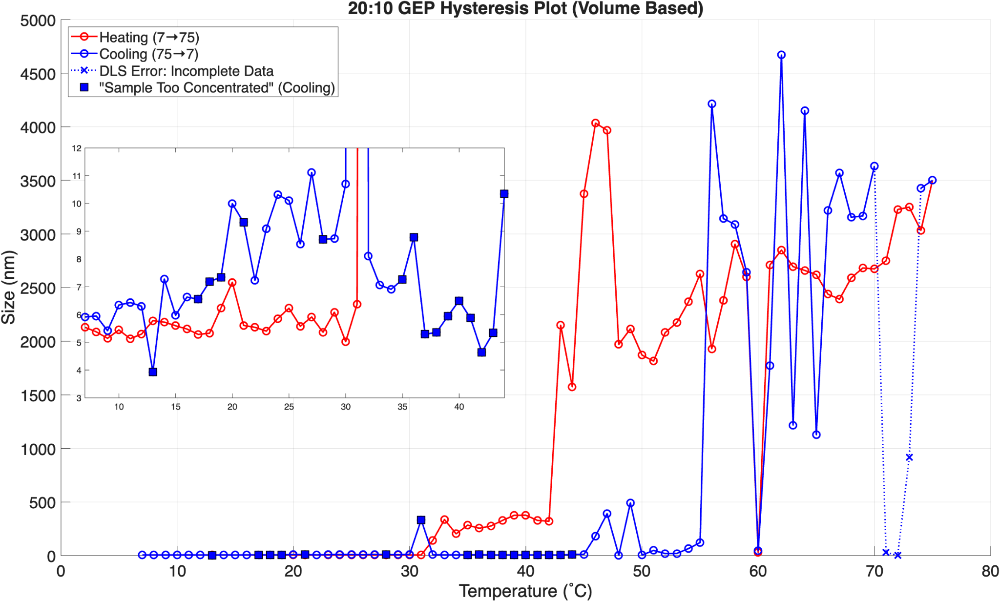 20:10 GEP Hysteresis Plot (Volume Based)
5000
4500
4000
3500
3000
2500
2000
1500
1000
500
0
Size (nm)
Heating (7→75)
Cooling (75→7)
DLS Error: Incomplete Data
"Sample Too Concentrated" (Cooling)
12
11
10
9
8
7
6
5
4
3
10 15 20 25 30 35 40
0 10 20 30 40 50 60 70 80
Temperature (˚C)